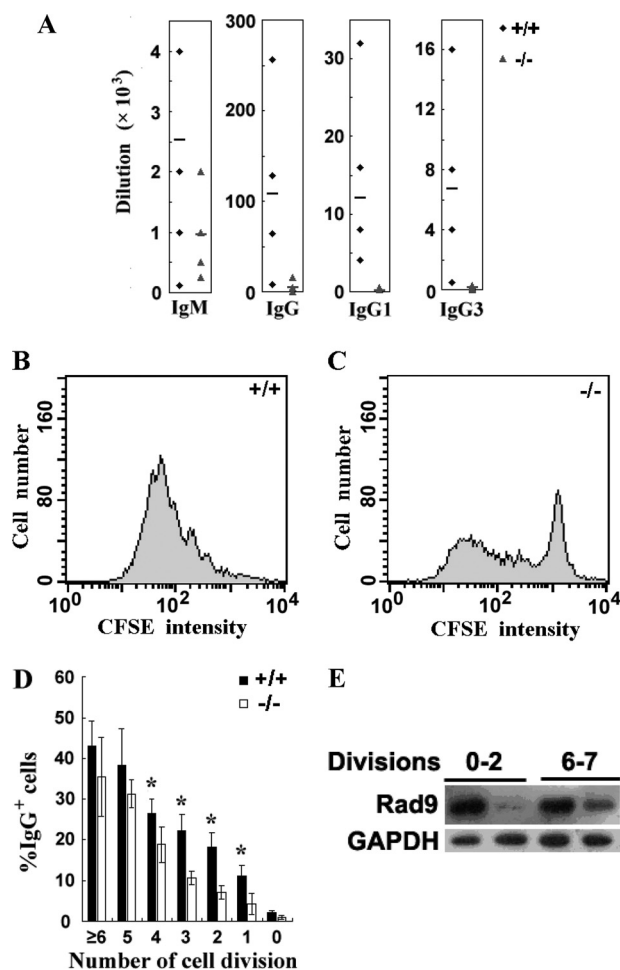 A
Dilution (× 10³)
4
3
2
1
0
IgM
300
200
100
0
IgG
30
20
10
0
IgG1
16
12
8
4
0
IgG3
+/+
-/-
B
+/+
Cell number
160
80
0
10⁰ 10² 10⁴
CFSE intensity
C
-/-
Cell number
160
80
0
10⁰ 10² 10⁴
CFSE intensity
D
+/+
-/-
%IgG⁺ cells
60
50
40
30
20
10
0
* * * *
≥6 5 4 3 2 1 0
Number of cell division
E
Divisions 0-2 6-7
Rad9
GAPDH